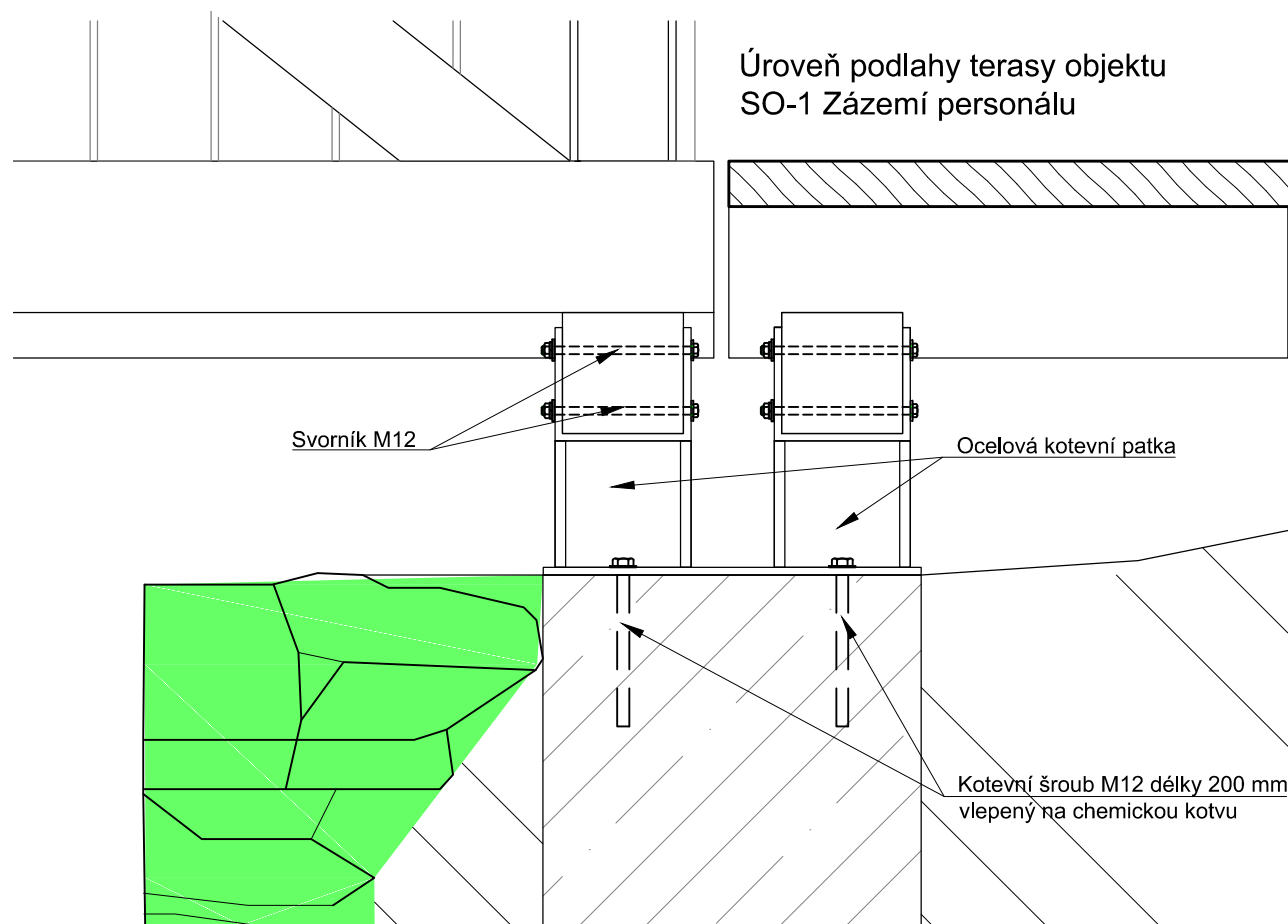 Úroveň podlahy terasy objektu
SO-1 Zázemí personálu
Svorník M12
Ocelová kotevní patka
Kotevní šroub M12 délky 200 mm
vlepený na chemickou kotvu